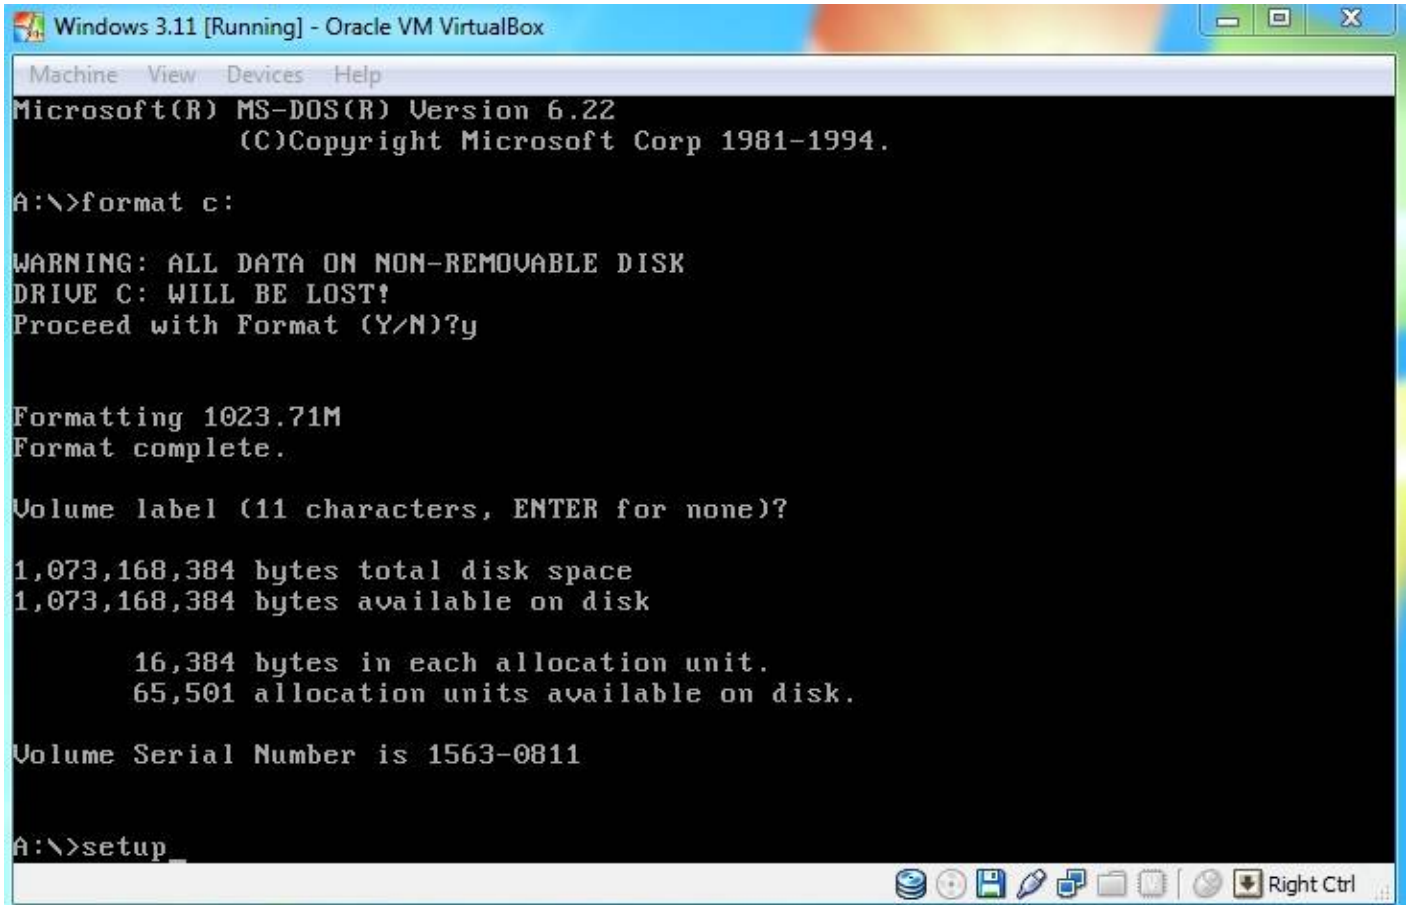 Windows 3.11 [Running] - Oracle VM VirtualBox
Machine View Devices Help
Microsoft(R) MS-DOS(R) Version 6.22
(C)Copyright Microsoft Corp 1981-1994.
A:\>format c:
WARNING: ALL DATA ON NON-REMOVABLE DISK
DRIVE C: WILL BE LOST!
Proceed with Format (Y/N)?y
Formatting 1023.71M
Format complete.
Volume label (11 characters, ENTER for none)?
1,073,168,384 bytes total disk space
1,073,168,384 bytes available on disk
16,384 bytes in each allocation unit.
65,501 allocation units available on disk.
Volume Serial Number is 1563-0811
A:\>setup_
Right Ctrl